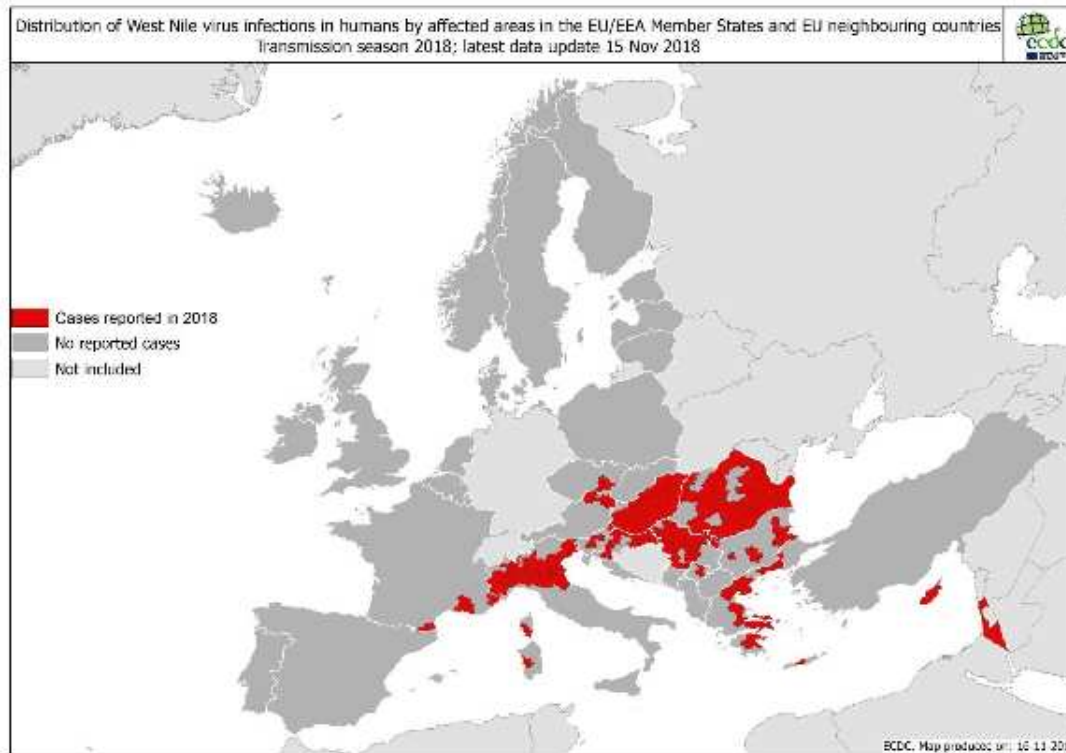 Distribution of West Nile virus infections in humans by affected areas in the EU/EEA Member States and EU neighbouring countries
Transmission season 2018; latest data update 15 Nov 2018
ecdc
Cases reported in 2018
No reported cases
Not included
ECDC. Map produced on: 16-11-201